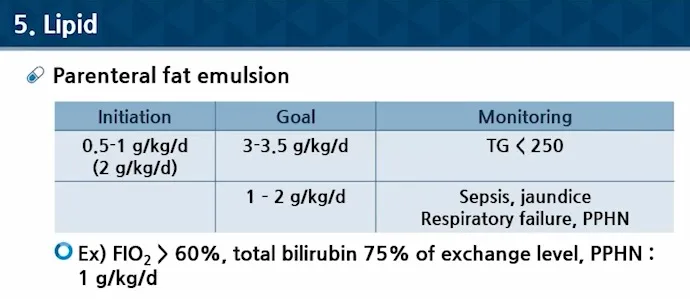 5. Lipid
Parenteral fat emulsion
Initiation Goal Monitoring
0.5-1 g/kg/d 3-3.5 g/kg/d TG < 250
(2 g/kg/d)
1 - 2 g/kg/d Sepsis, jaundice
Respiratory failure, PPHN
Ex) FIO₂ > 60%, total bilirubin 75% of exchange level, PPHN :
1 g/kg/d